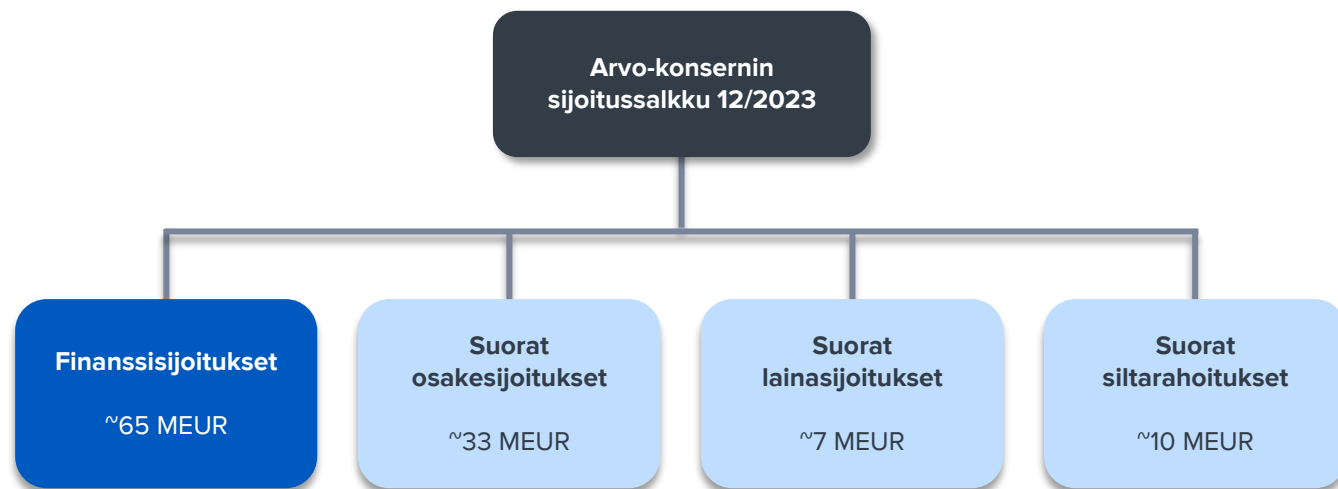 Arvo-konsernin
sijoitussalkku 12/2023
Finanssisijoitukset
~65 MEUR
Suorat
osakesijoitukset
~33 MEUR
Suorat
lainasijoitukset
~7 MEUR
Suorat
siltarahoitukset
~10 MEUR